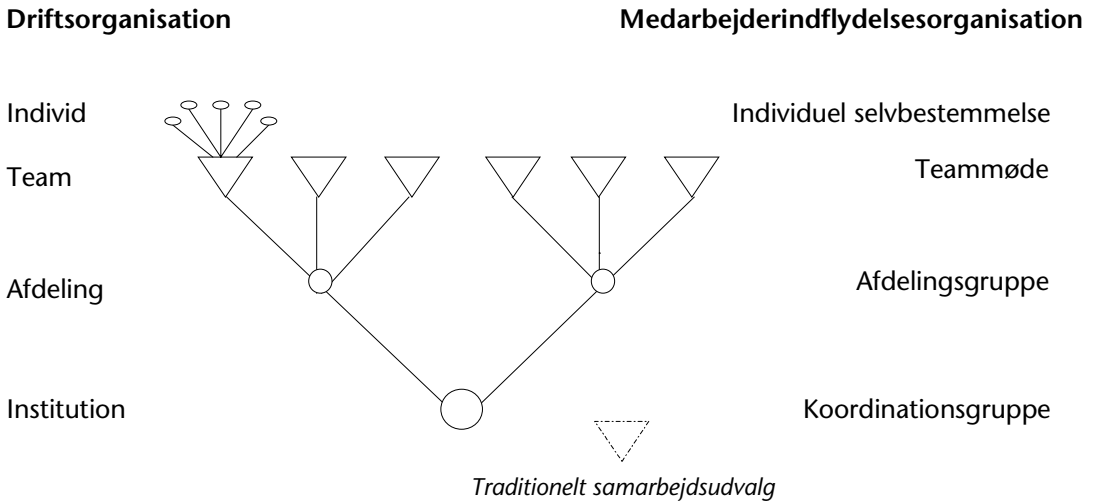 Driftsorganisation Medarbejderindflydelsesorganisation
Individ Individuel selvbestemmelse
Team Teammøde
Afdeling Afdelingsgruppe
Institution Koordinationsgruppe
Traditionelt samarbejdsudvalg